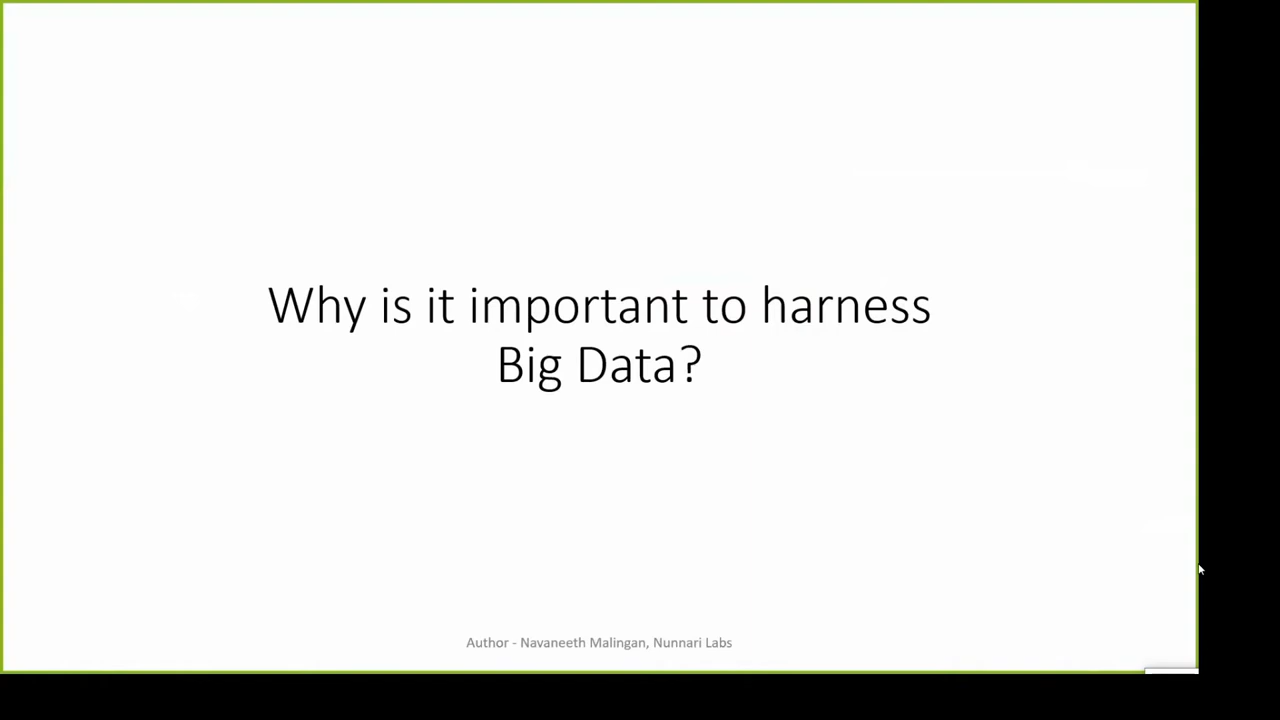 Why is it important to harness
Big Data?
Author - Navaneeth Malingan, Nunnari Labs